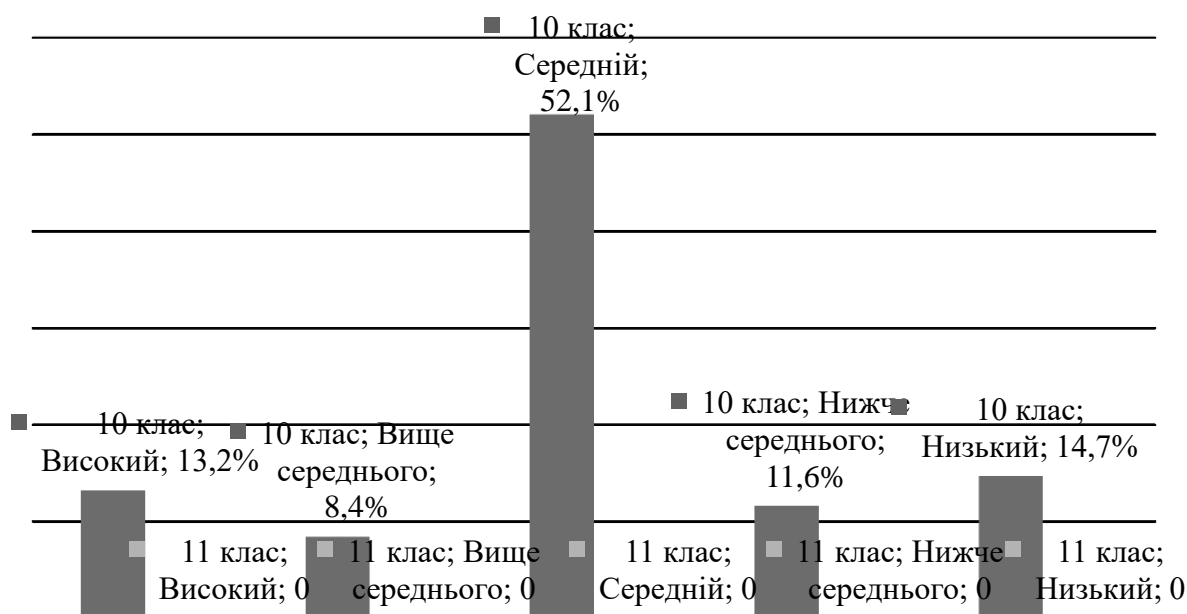 10 клас;
Середній;
52,1%
10 клас;
Високий; 13,2%
10 клас; Вище
середнього;
8,4%
10 клас; Нижче
середнього;
11,6%
10 клас;
Низький; 14,7%
11 клас;
Високий; 0
11 клас; Вище
середнього; 0
11 клас;
Середній; 0
11 клас; Нижче
середнього; 0
11 клас;
Низький; 0